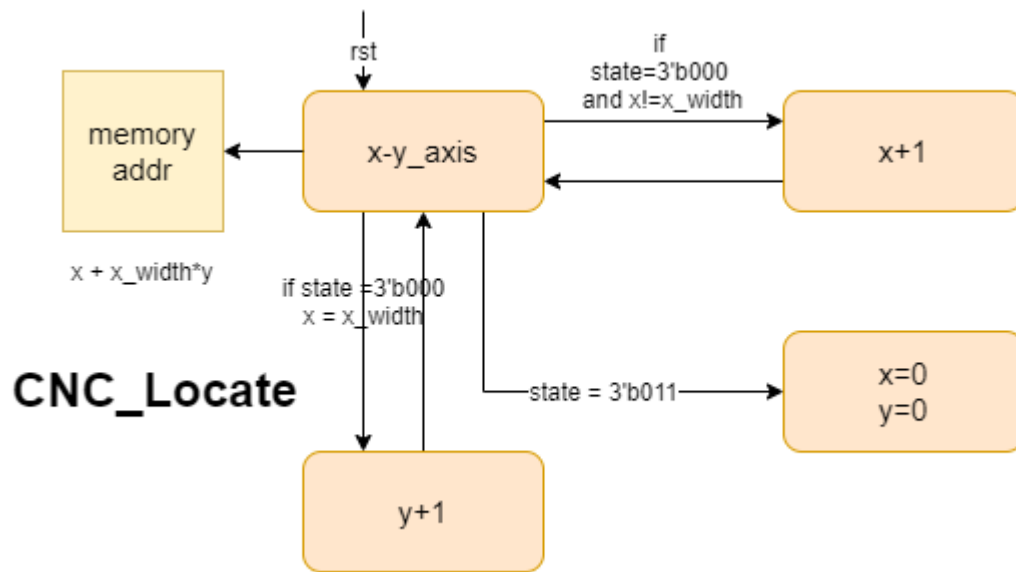 rst
if
state=3'b000
and x!=x_width
memory
addr
x-y_axis
x+1
x + x_width*y
if state =3'b000
x = x_width
CNC_Locate
state = 3'b011
x=0
y=0
y+1